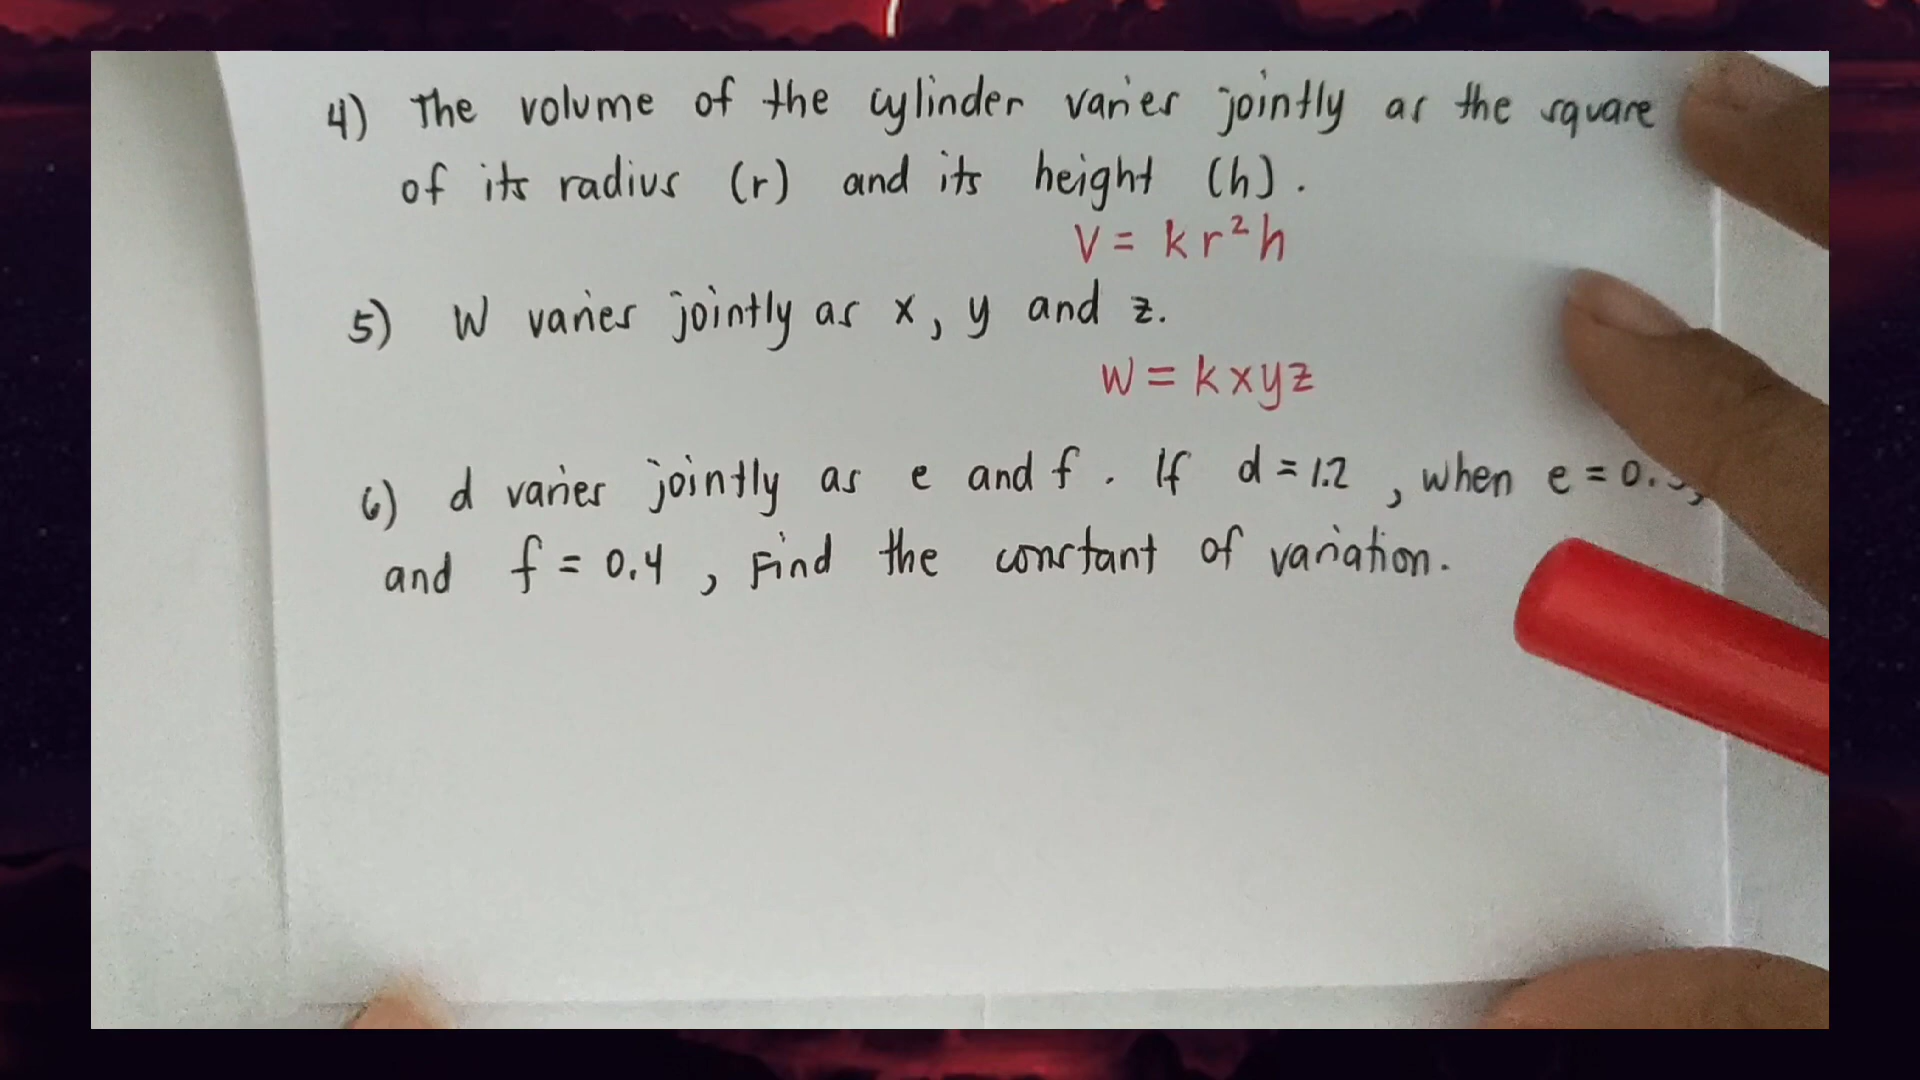 4) The volume of the cylinder varies jointly as the square
of its radius (r) and its height (h).
V = kr²h
5) W varies jointly as x, y and z.
W = kxyz
6) d varies jointly as e and f. If d = 1.2, when e =
and f = 0.4, Find the constant of variation.